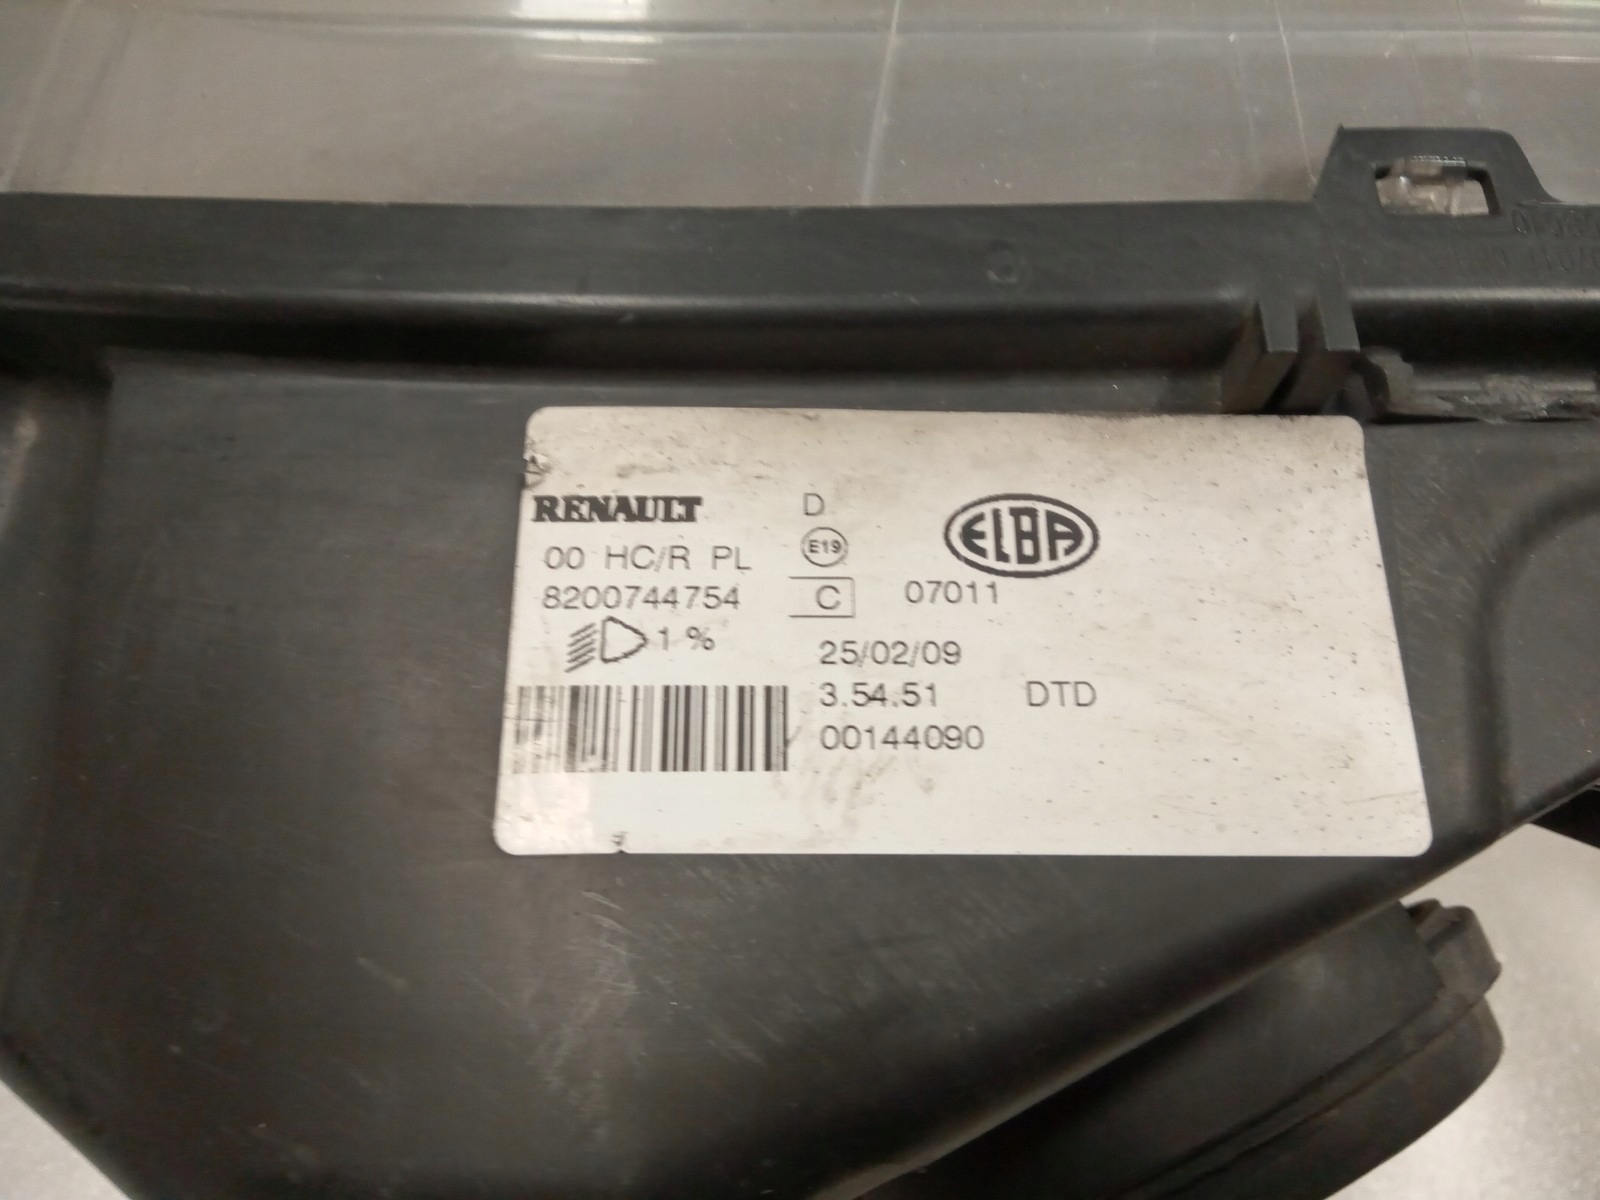 RENAULT D ELBA
00 HC/R PL E19
8200744754 C 07011
1 %
25/02/09
3.54.51 DTD
00144090